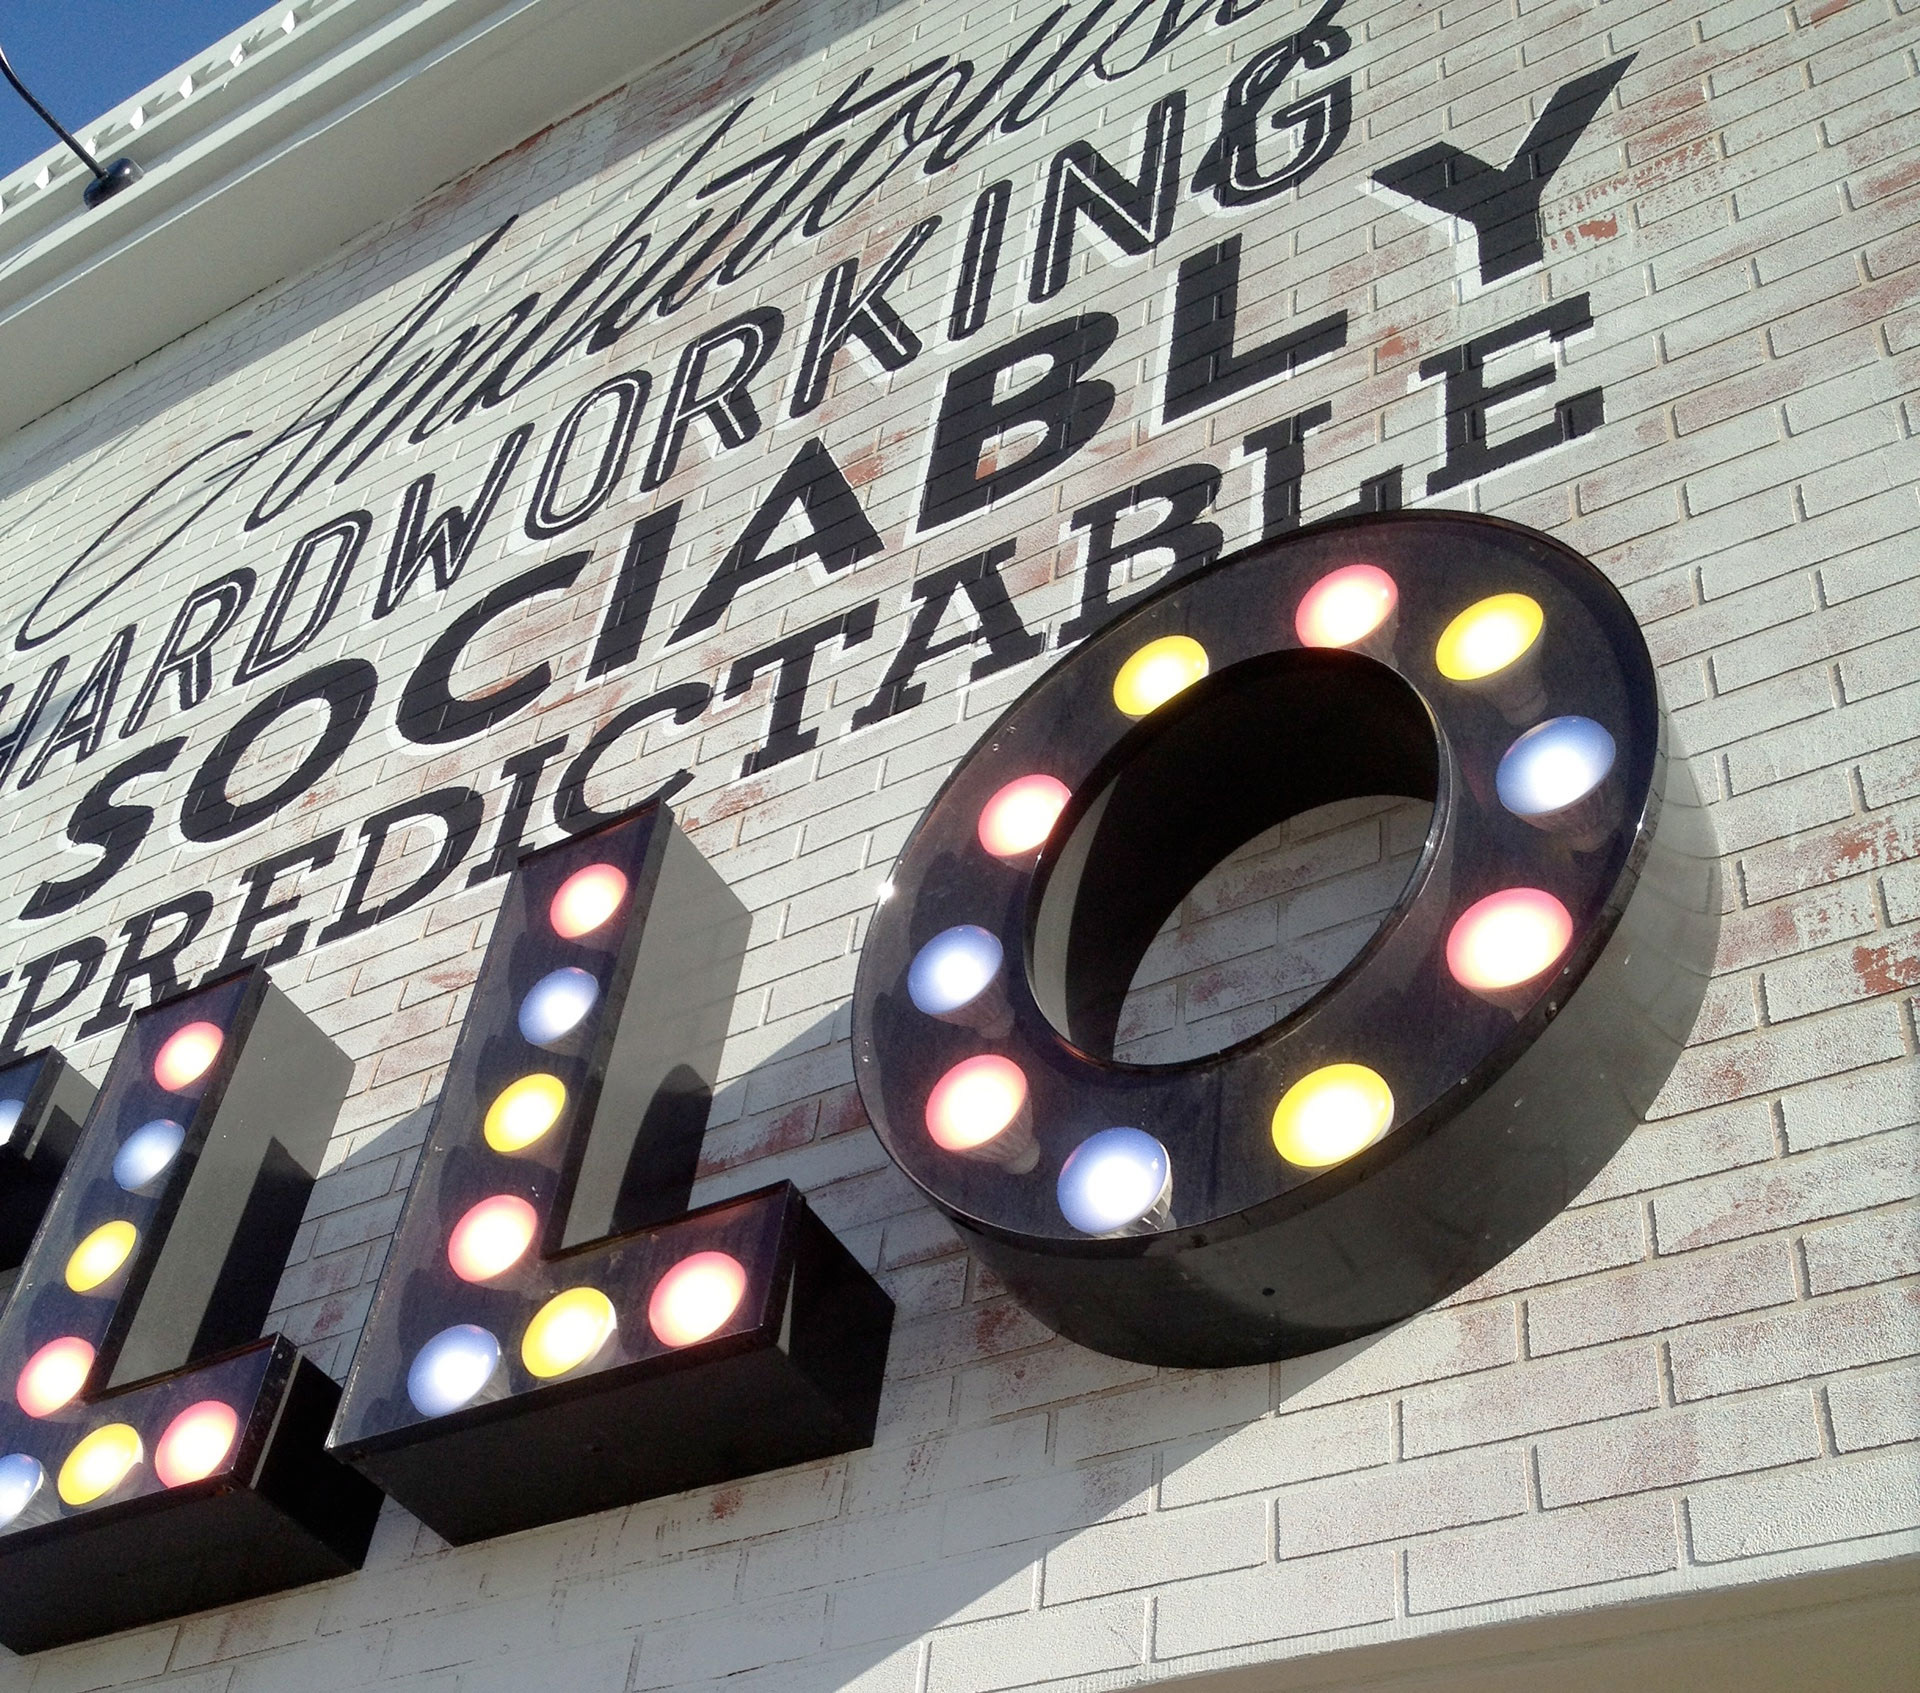 Ambitious
HARDWORKING
SOCIABLY
PREDICTABLE
LLO